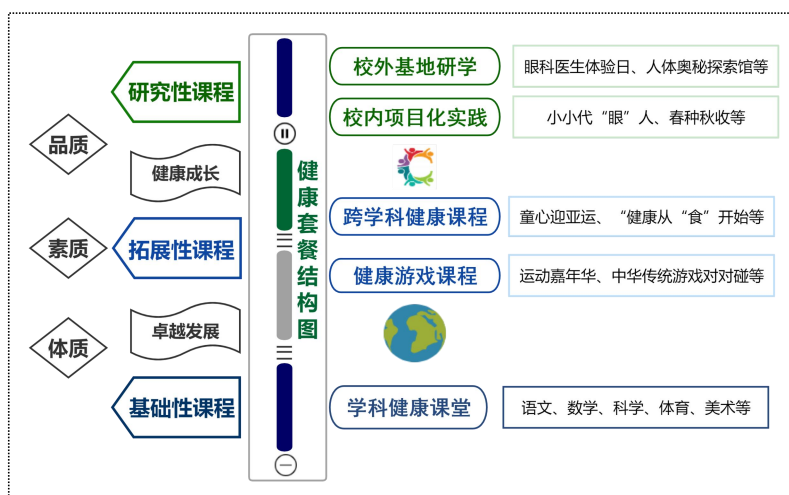 研究性课程
品质
健康成长
素质
拓展性课程
卓越发展
体质
基础性课程
健康套餐结构图
校外基地研学
眼科医生体验日、人体奥秘探索馆等
校内项目化实践
小小代“眼”人、春种秋收等
跨学科健康课程
童心迎亚运、“健康从“食”开始等
健康游戏课程
运动嘉年华、中华传统游戏对对碰等
学科健康课堂
语文、数学、科学、体育、美术等